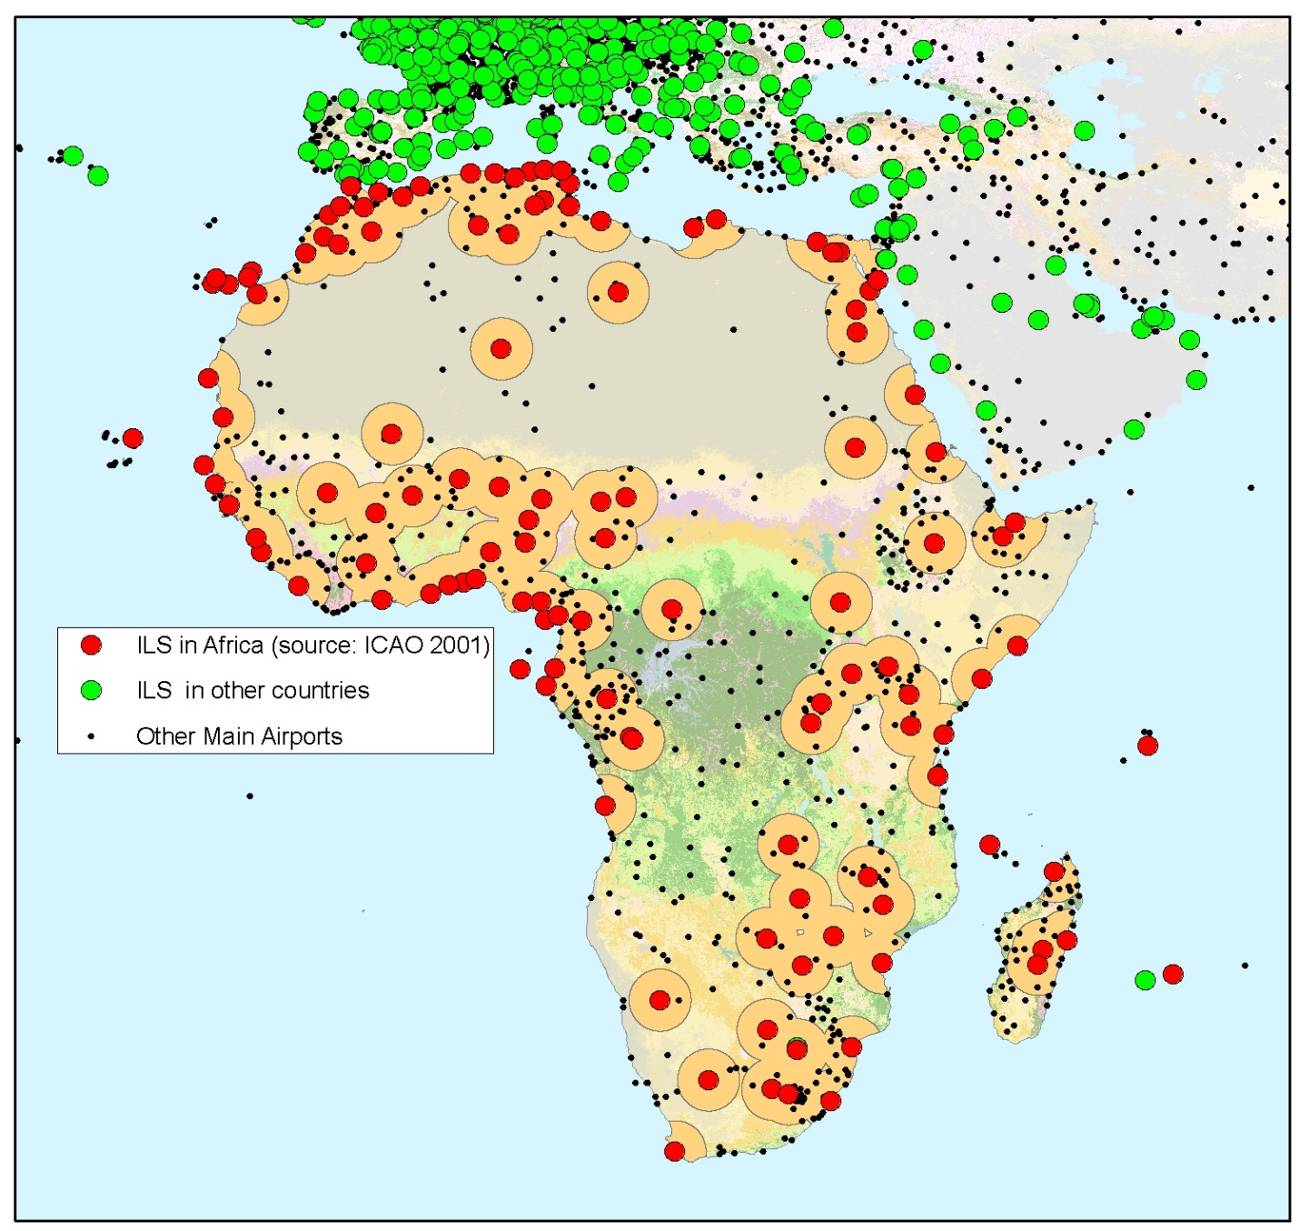 ILS in Africa (source: ICAO 2001)
ILS in other countries
Other Main Airports